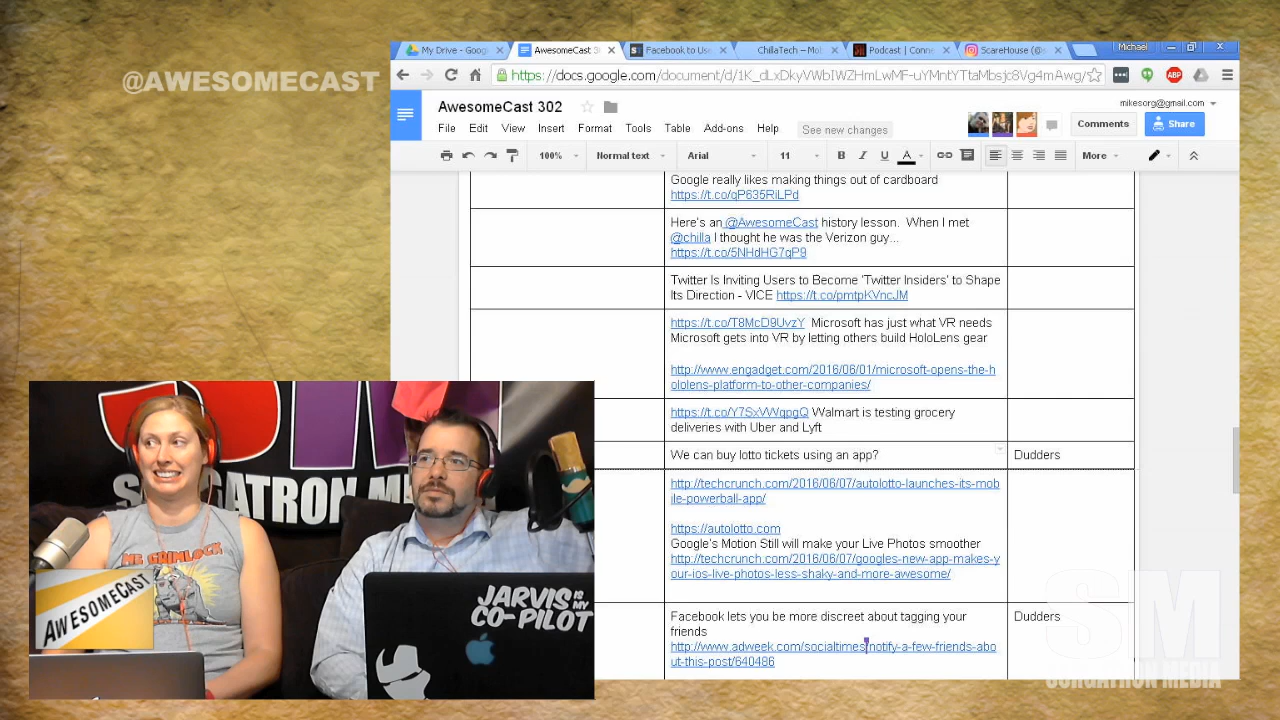 @AWESOMECAST
My Drive - Googl
AwesomeCast 3
Facebook to Use
ChillaTech – Mo
Podcast | Conne
ScareHouse (@s
Michael
https://docs.google.com/document/d/1K_dLxDkyVWbtWZHmLwNY-uYMntYTtaMbsjc8Vg4mAwg/
AwesomeCast 302
mikesorg@gmail.com
File Edit View Insert Format Tools Table Add-ons Help See new changes
Comments
Share
100% Normal text Arial 11 B I U A More
Google really likes making things out of cardboard
https://t.co/qP635RiLPd
Here's an @AwesomeCast history lesson. When I met
@chilla I thought he was the Verizon guy...
https://t.co/5NHdHG7qP9
Twitter Is Inviting Users to Become 'Twitter Insiders' to Shape
Its Direction - VICE https://t.co/pmtpKVncJM
https://t.co/T8McD9UvzY Microsoft has just what VR needs
Microsoft gets into VR by letting others build HoloLens gear
http://www.engadget.com/2016/06/01/microsoft-opens-the-h
ololens-platform-to-other-companies/
https://t.co/Y7SxVWqpgQ Walmart is testing grocery
deliveries with Uber and Lyft
We can buy lotto tickets using an app?
Dudders
http://techcrunch.com/2016/06/07/autolotto-launches-its-mob
ile-powerball-app/
https://autolotto.com
Google's Motion Still will make your Live Photos smoother
http://techcrunch.com/2016/06/07/googles-new-app-makes-y
our-ios-live-photos-less-shaky-and-more-awesome/
Facebook lets you be more discreet about tagging your
friends
Dudders
http://www.adweek.com/socialtimes/notify-a-few-friends-abo
ut-this-post/640486
ME GRIMLOCK
AWESOMECAST
JARVIS IS MY
CO-PILOT
SM
SORGATRON MEDIA